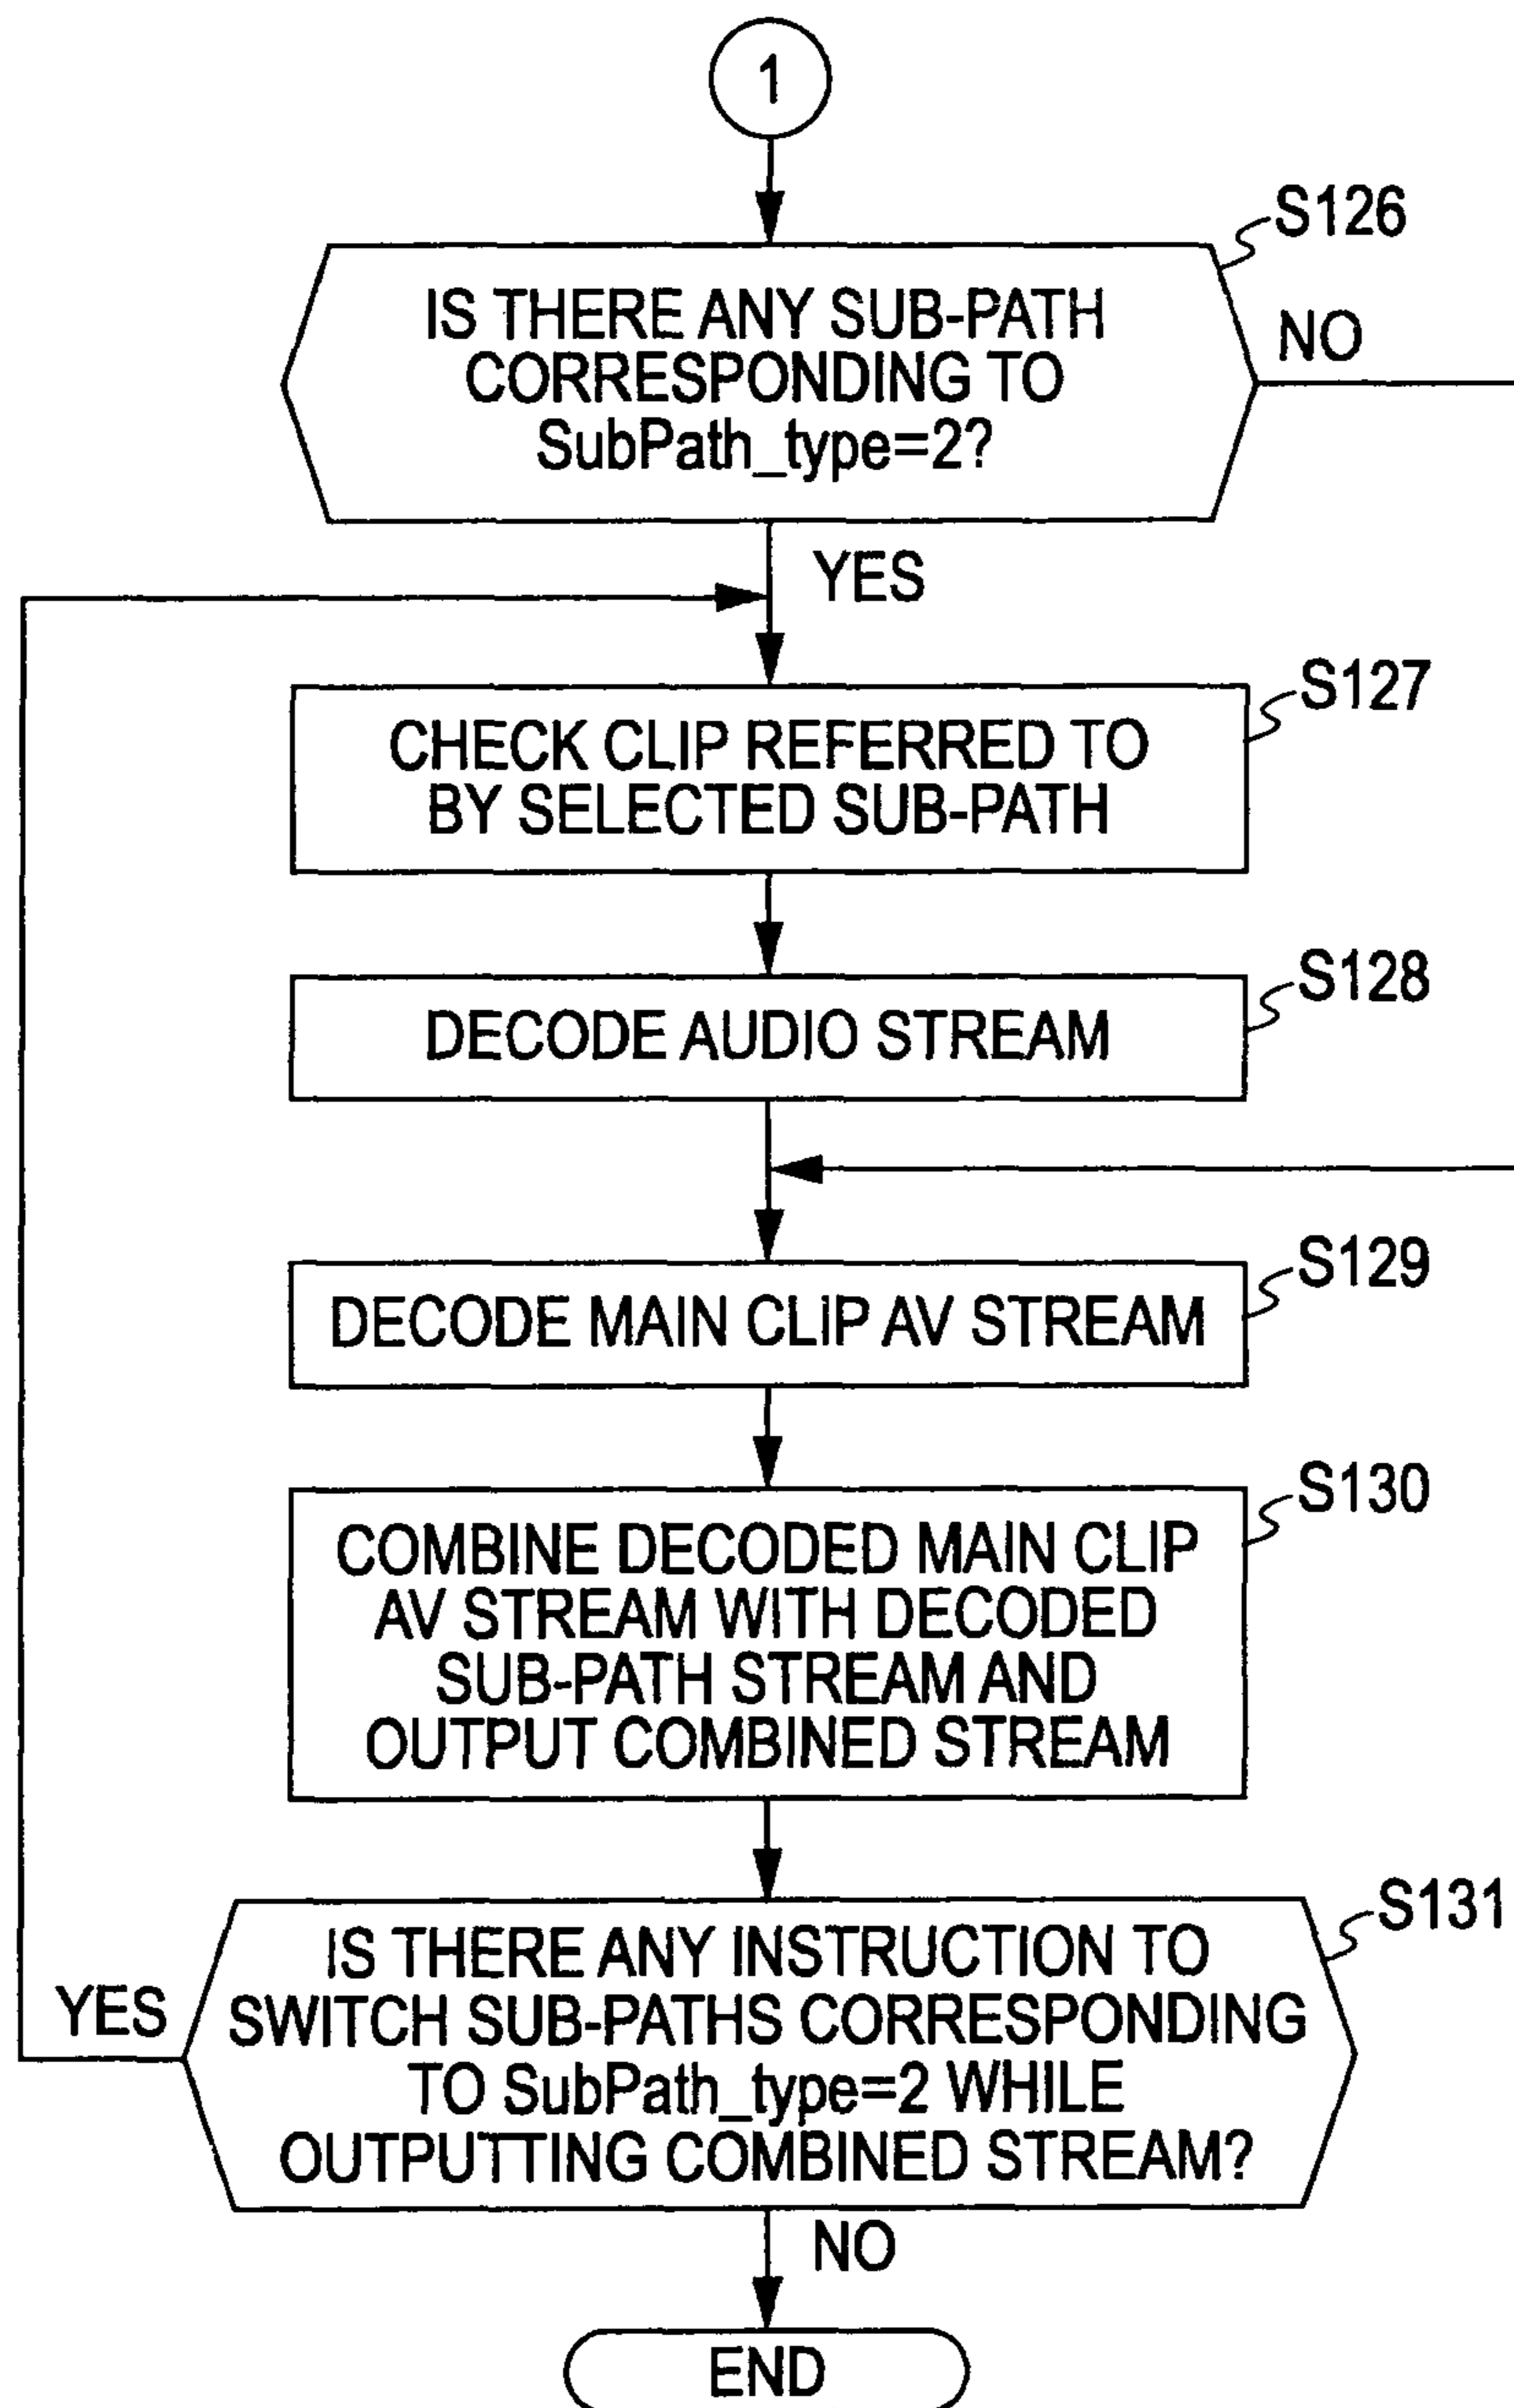 1
S126
IS THERE ANY SUB-PATH
CORRESPONDING TO
SubPath_type=2?
NO
YES
S127
CHECK CLIP REFERRED TO
BY SELECTED SUB-PATH
S128
DECODE AUDIO STREAM
S129
DECODE MAIN CLIP AV STREAM
S130
COMBINE DECODED MAIN CLIP
AV STREAM WITH DECODED
SUB-PATH STREAM AND
OUTPUT COMBINED STREAM
S131
IS THERE ANY INSTRUCTION TO
SWITCH SUB-PATHS CORRESPONDING
TO SubPath_type=2 WHILE
OUTPUTTING COMBINED STREAM?
YES
NO
END